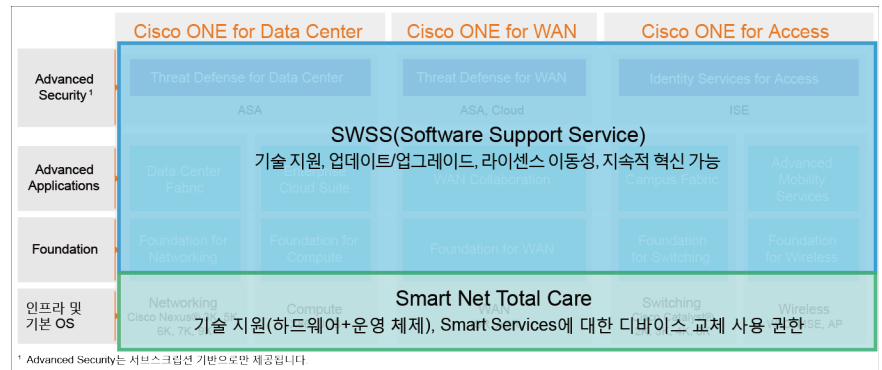 Cisco ONE for Data Center
Cisco ONE for WAN
Cisco ONE for Access
Advanced
Security 1
Threat Defense for Data Center
Threat Defense for WAN
Identity Services for Access
ASA
ASA, Cloud
ISE
SWSS(Software Support Service)
기술 지원, 업데이트/업그레이드, 라이센스 이동성, 지속적 혁신 가능
Advanced
Applications
Data Center
Fabric
Enterprise
Cloud Suite
WAN Collaboration
Campus Fabric
Advanced
Mobility
Services
Foundation
Foundation for
Networking
Foundation for
Compute
Foundation for WAN
Foundation
for Switching
Foundation
for Wireless
인프라 및
기본 OS
Networking
Cisco Nexus
6K, 7K
Compute
WAN
Switching
Cisco Catalyst
Wireless
AP
Smart Net Total Care
기술 지원(하드웨어+운영 체제), Smart Services에 대한 디바이스 교체 사용 권한
1 Advanced Security는 서브스크립션 기반으로만 제공됩니다